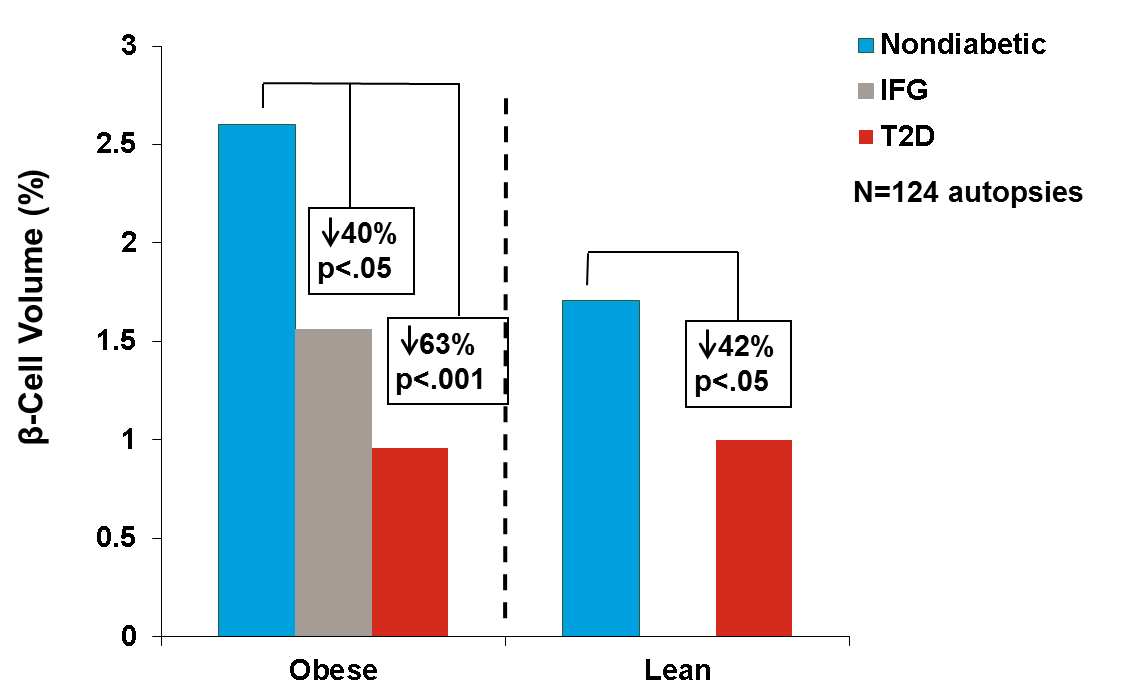 3
2.5
2
1.5
1
0.5
0
β-Cell Volume (%)
↓40%
p<.05
↓63%
p<.001
↓42%
p<.05
Obese
Lean
Nondiabetic
IFG
T2D
N=124 autopsies